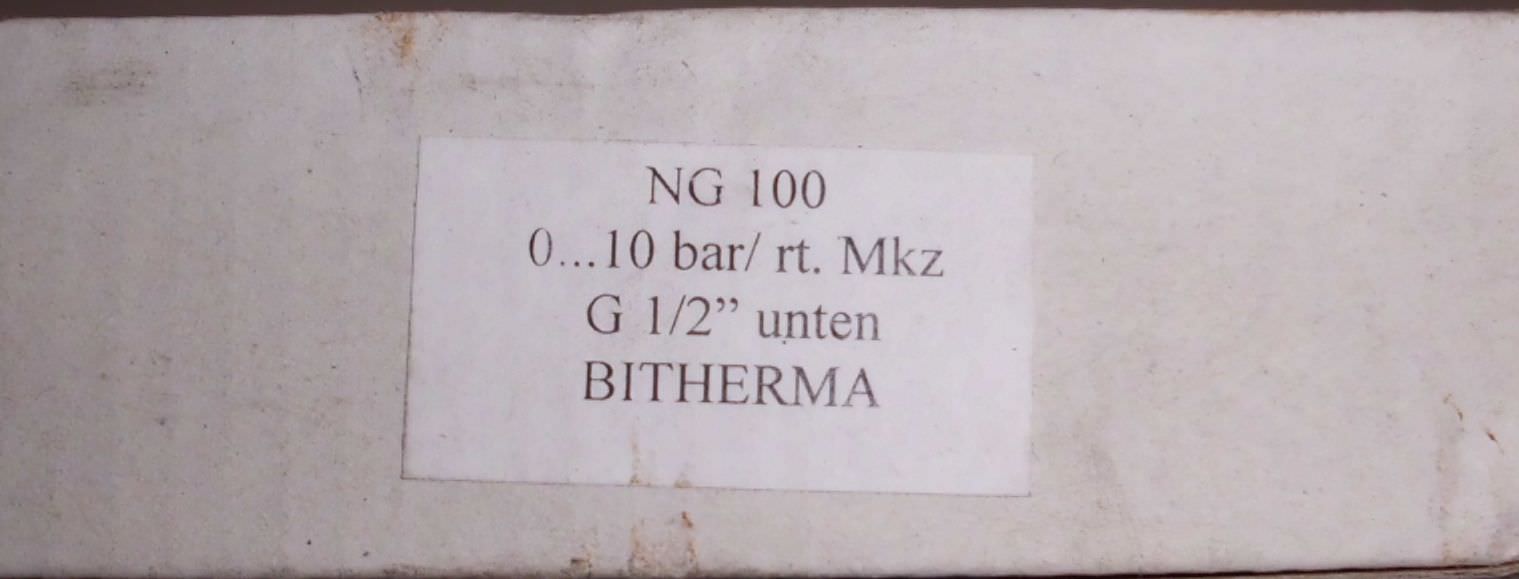 NG 100
0...10 bar/ rt. Mkz
G 1/2” unten
BITHERMA